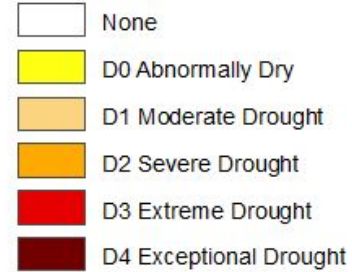 None
D0 Abnormally Dry
D1 Moderate Drought
D2 Severe Drought
D3 Extreme Drought
D4 Exceptional Drought